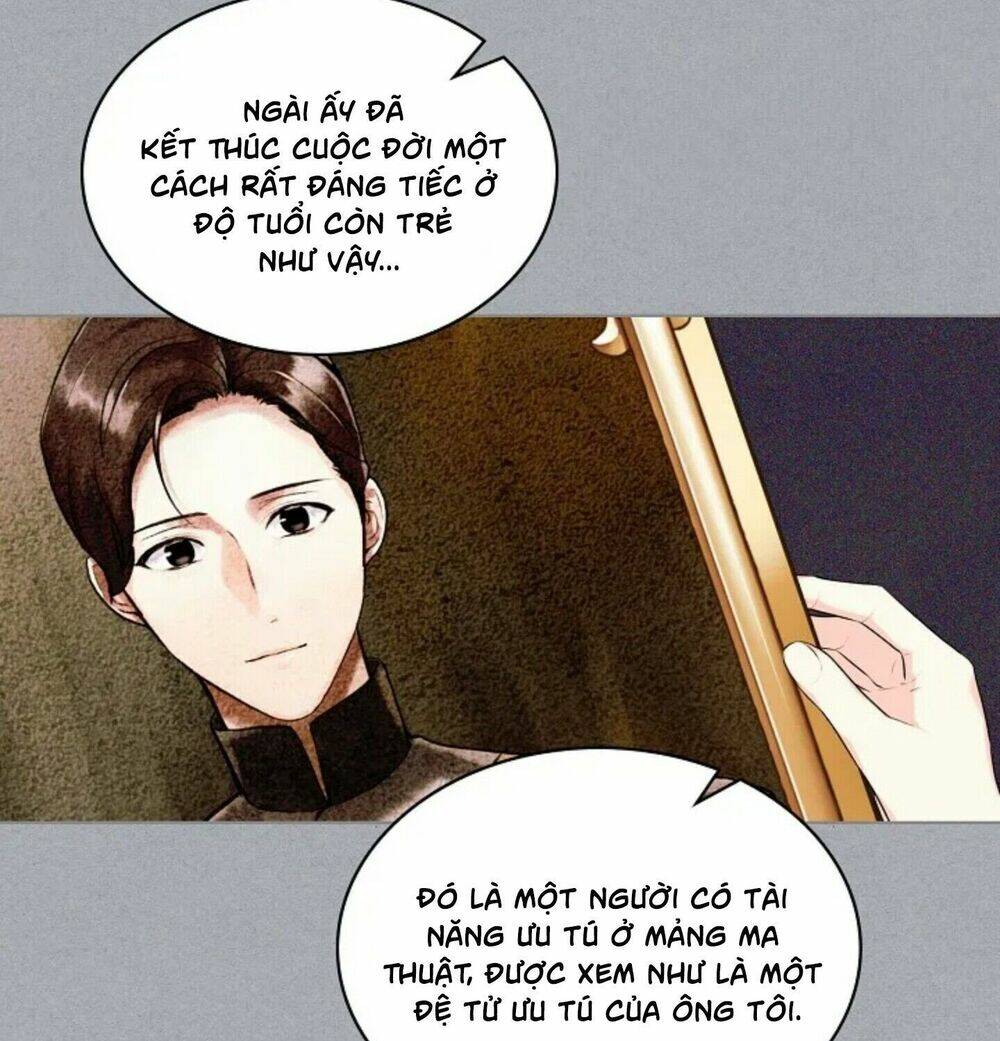 NGÀI ẤY ĐÃ
KẾT THÚC CUỘC ĐỜI MỘT
CÁCH RẤT ĐÁNG TIẾC Ở
ĐỘ TUỔI CÒN TRẺ
NHƯ VẬY...
ĐÓ LÀ MỘT NGƯỜI CÓ TÀI
NĂNG ƯU TÚ Ở MẢNG MA
THUẬT, ĐƯỢC XEM NHƯ LÀ MỘT
ĐỆ TỬ ƯU TÚ CỦA ÔNG TÔI.